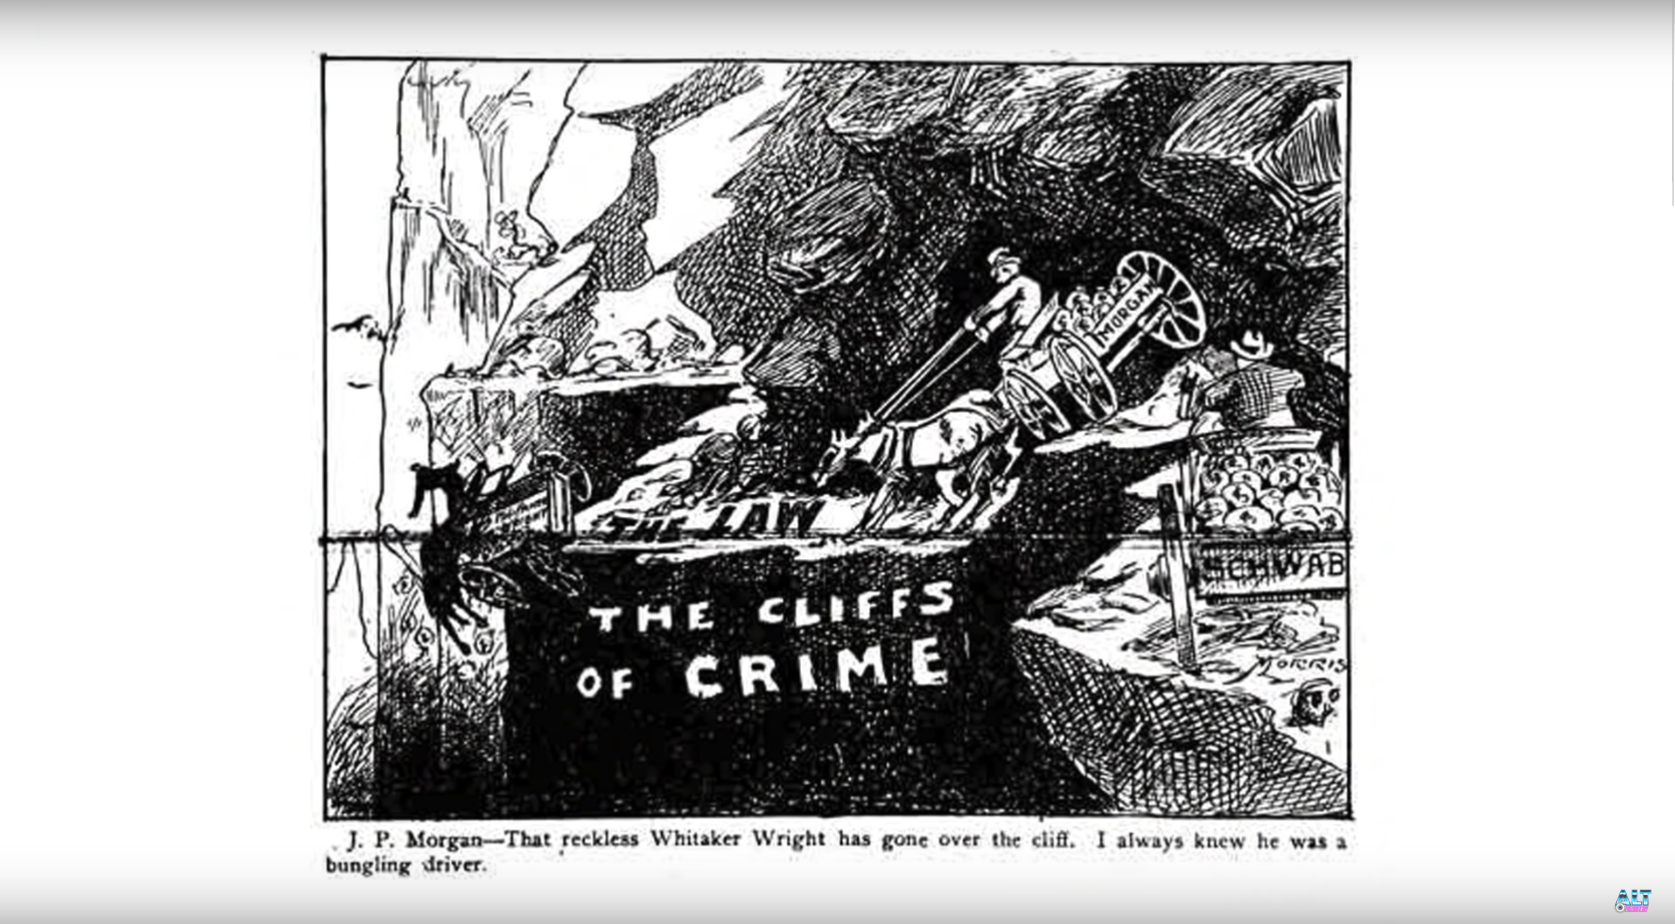 MORGAN
THE LAW
THE CLIFFS
OF CRIME
SCHWAB
MORRIS
J. P. Morgan—That reckless Whitaker Wright has gone over the cliff. I always knew he was a
bungling driver.
ALT